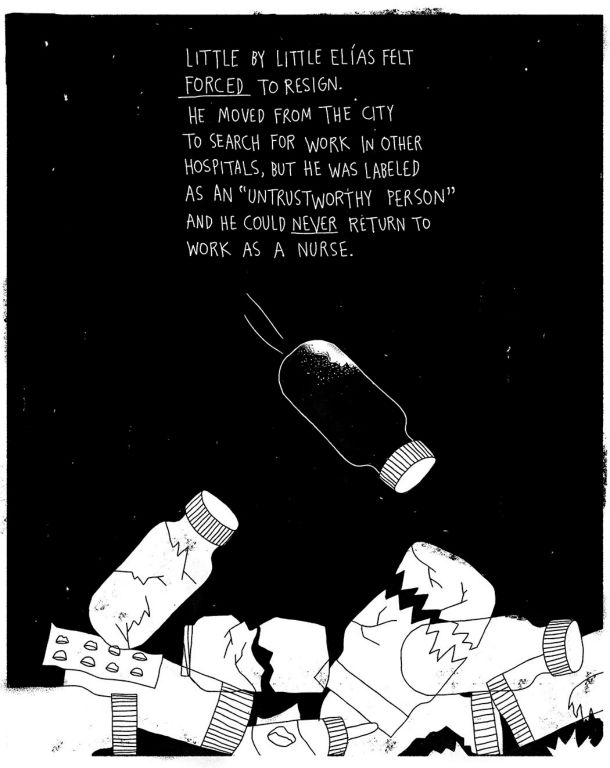 LITTLE BY LITTLE ELÍAS FELT
FORCED TO RESIGN.
HE MOVED FROM THE CITY
TO SEARCH FOR WORK IN OTHER
HOSPITALS, BUT HE WAS LABELED
AS AN "UNTRUSTWORTHY PERSON"
AND HE COULD NEVER RETURN TO
WORK AS A NURSE.